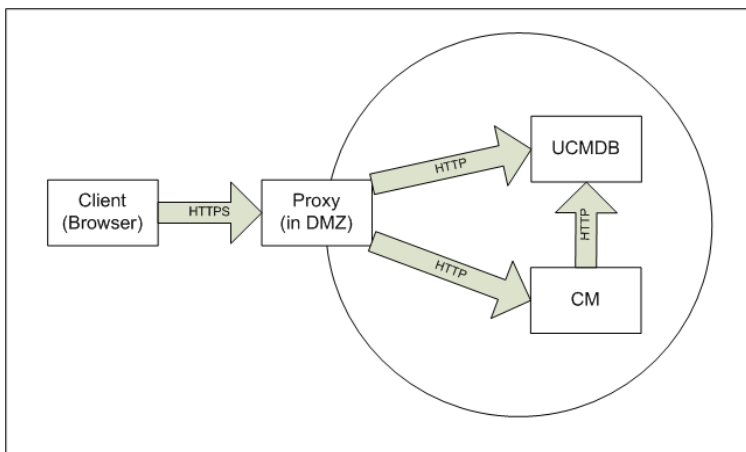 Client
(Browser)
HTTPS
Proxy
(in DMZ)
HTTP
UCMDB
HTTP
HTTP
CM